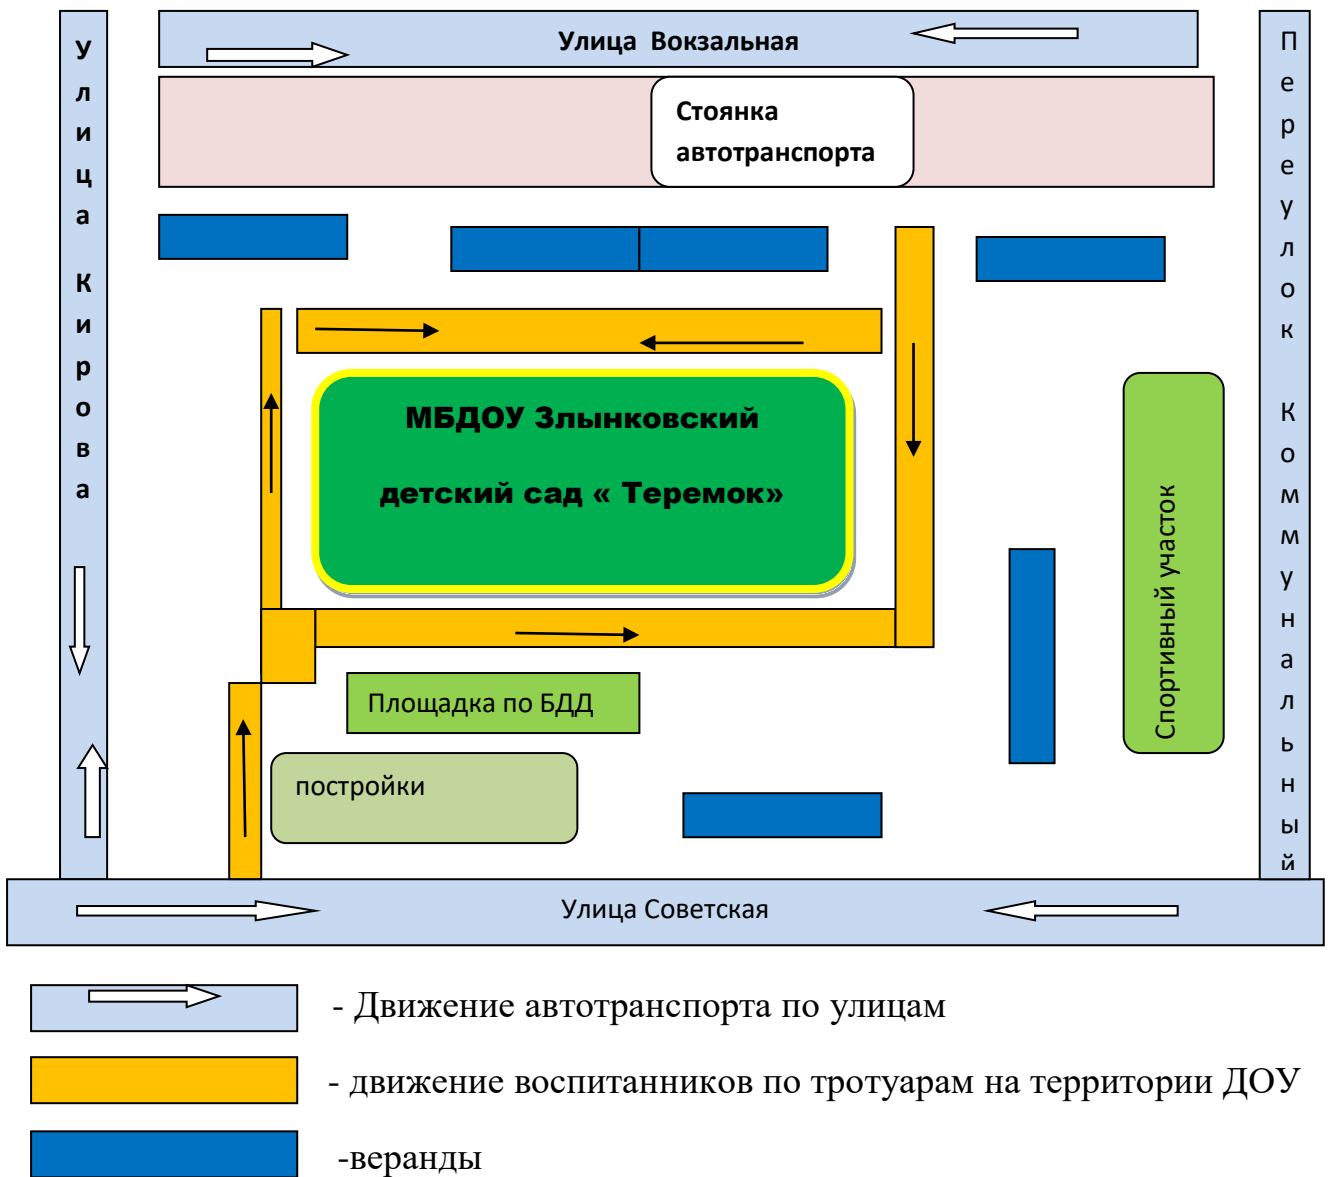 Улица Вокзальная
Улица Кирова
Переулок Коммунальный
Стоянка
автотранспорта
МБДОУ Злынковский
детский сад « Теремок»
Спортивный участок
Площадка по БДД
постройки
Улица Советская
- Движение автотранспорта по улицам
- движение воспитанников по тротуарам на территории ДОУ
-веранды